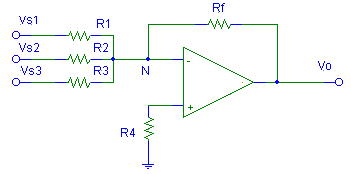 Vs1 R1 Rf
Vs2 R2
Vs3 R3 N - Vo
R4 +